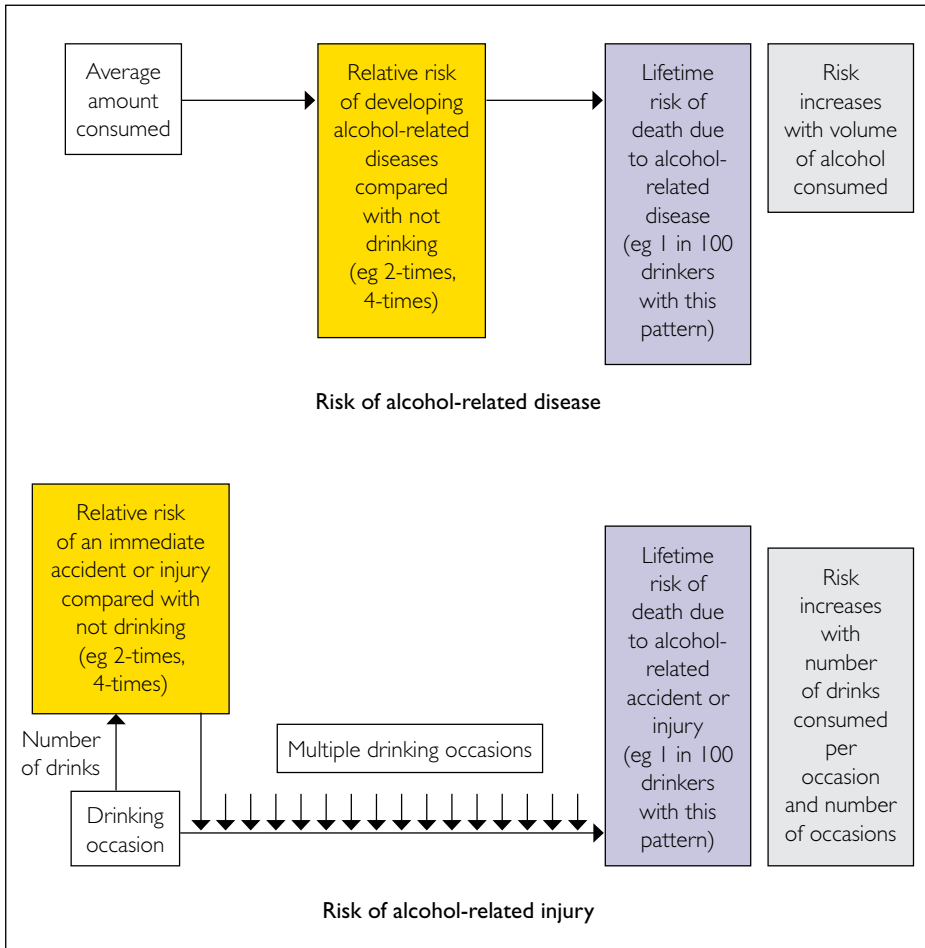 Average
amount
consumed
Relative risk
of developing
alcohol-related
diseases
compared
with not
drinking
(eg 2-times,
4-times)
Lifetime
risk of
death due
to alcohol-
related
disease
(eg 1 in 100
drinkers
with this
pattern)
Risk
increases
with volume
of alcohol
consumed
Risk of alcohol-related disease
Relative risk
of an immediate
accident or injury
compared with
not drinking
(eg 2-times,
4-times)
Number
of drinks
Drinking
occasion
Multiple drinking occasions
Lifetime
risk of
death due
to alcohol-
related
accident or
injury
(eg 1 in 100
drinkers
with this
pattern)
Risk
increases
with
number
of drinks
consumed
per
occasion
and number
of occasions
Risk of alcohol-related injury